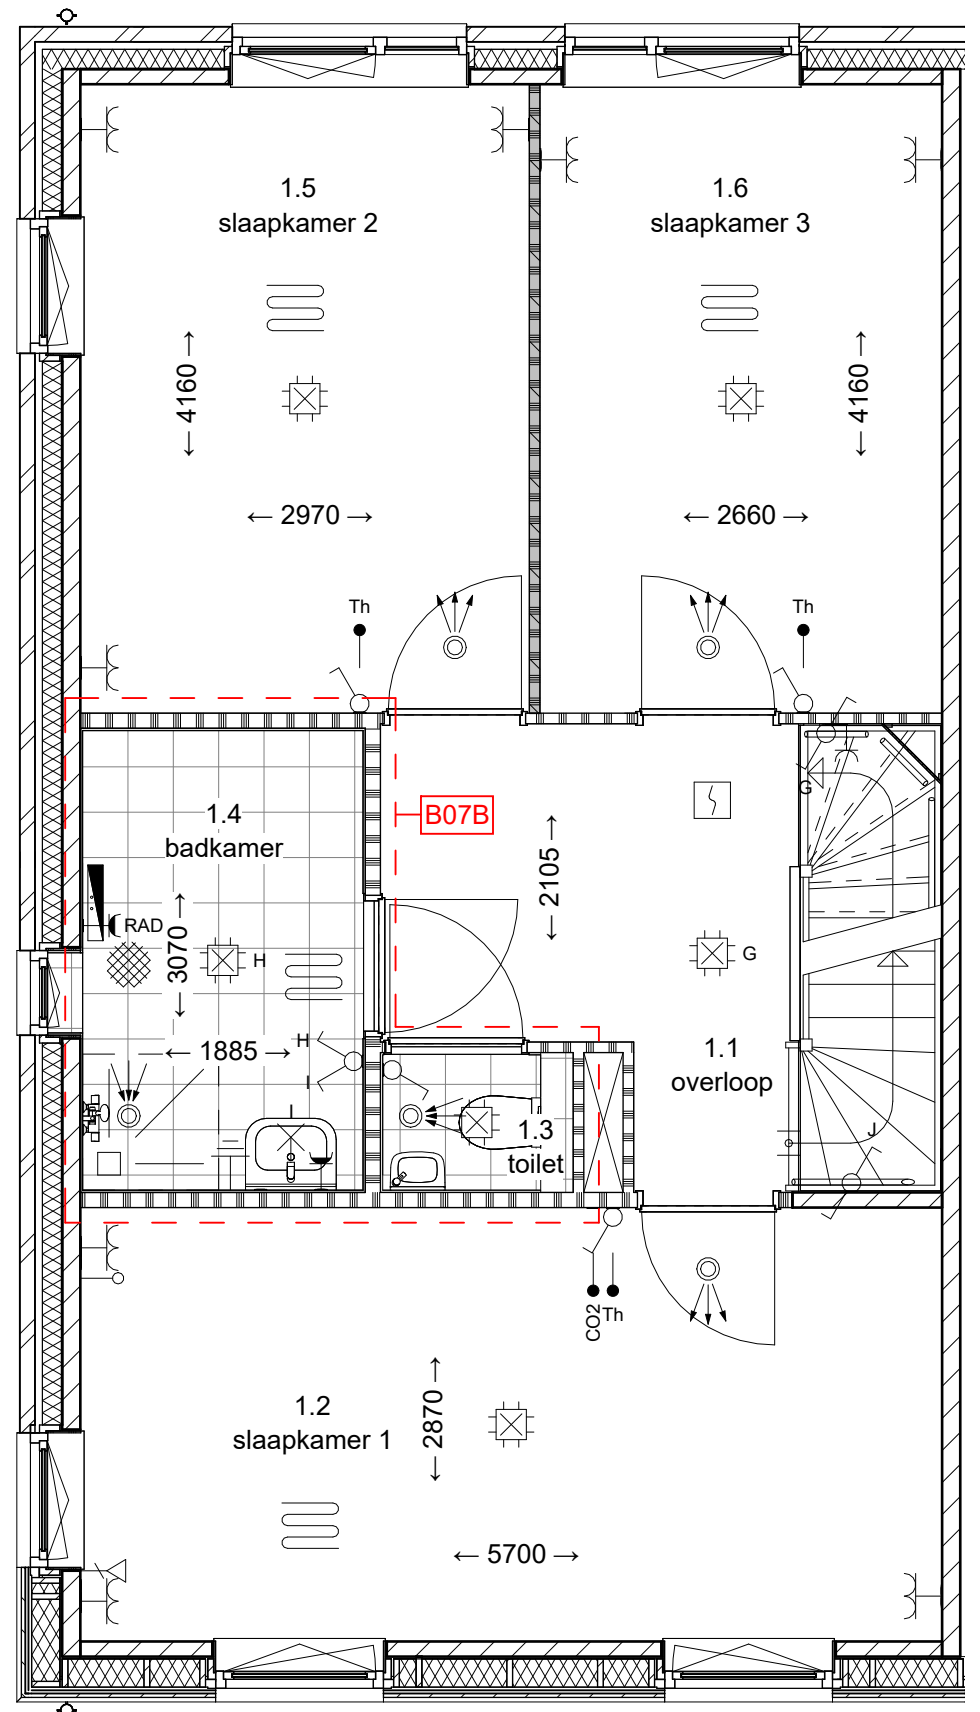 1.5
slaapkamer 2
1.6
slaapkamer 3
← 4160 →
← 4160 →
← 2970 →
← 2660 →
Th
Th
G
1.4
badkamer
B07B
← 2105 →
RAD
← 3070 →
H
G
← 1885 →
H
I
1.1
overloop
I
1.3
toilet
J
CO2
Th
1.2
slaapkamer 1
← 2870 →
← 5700 →